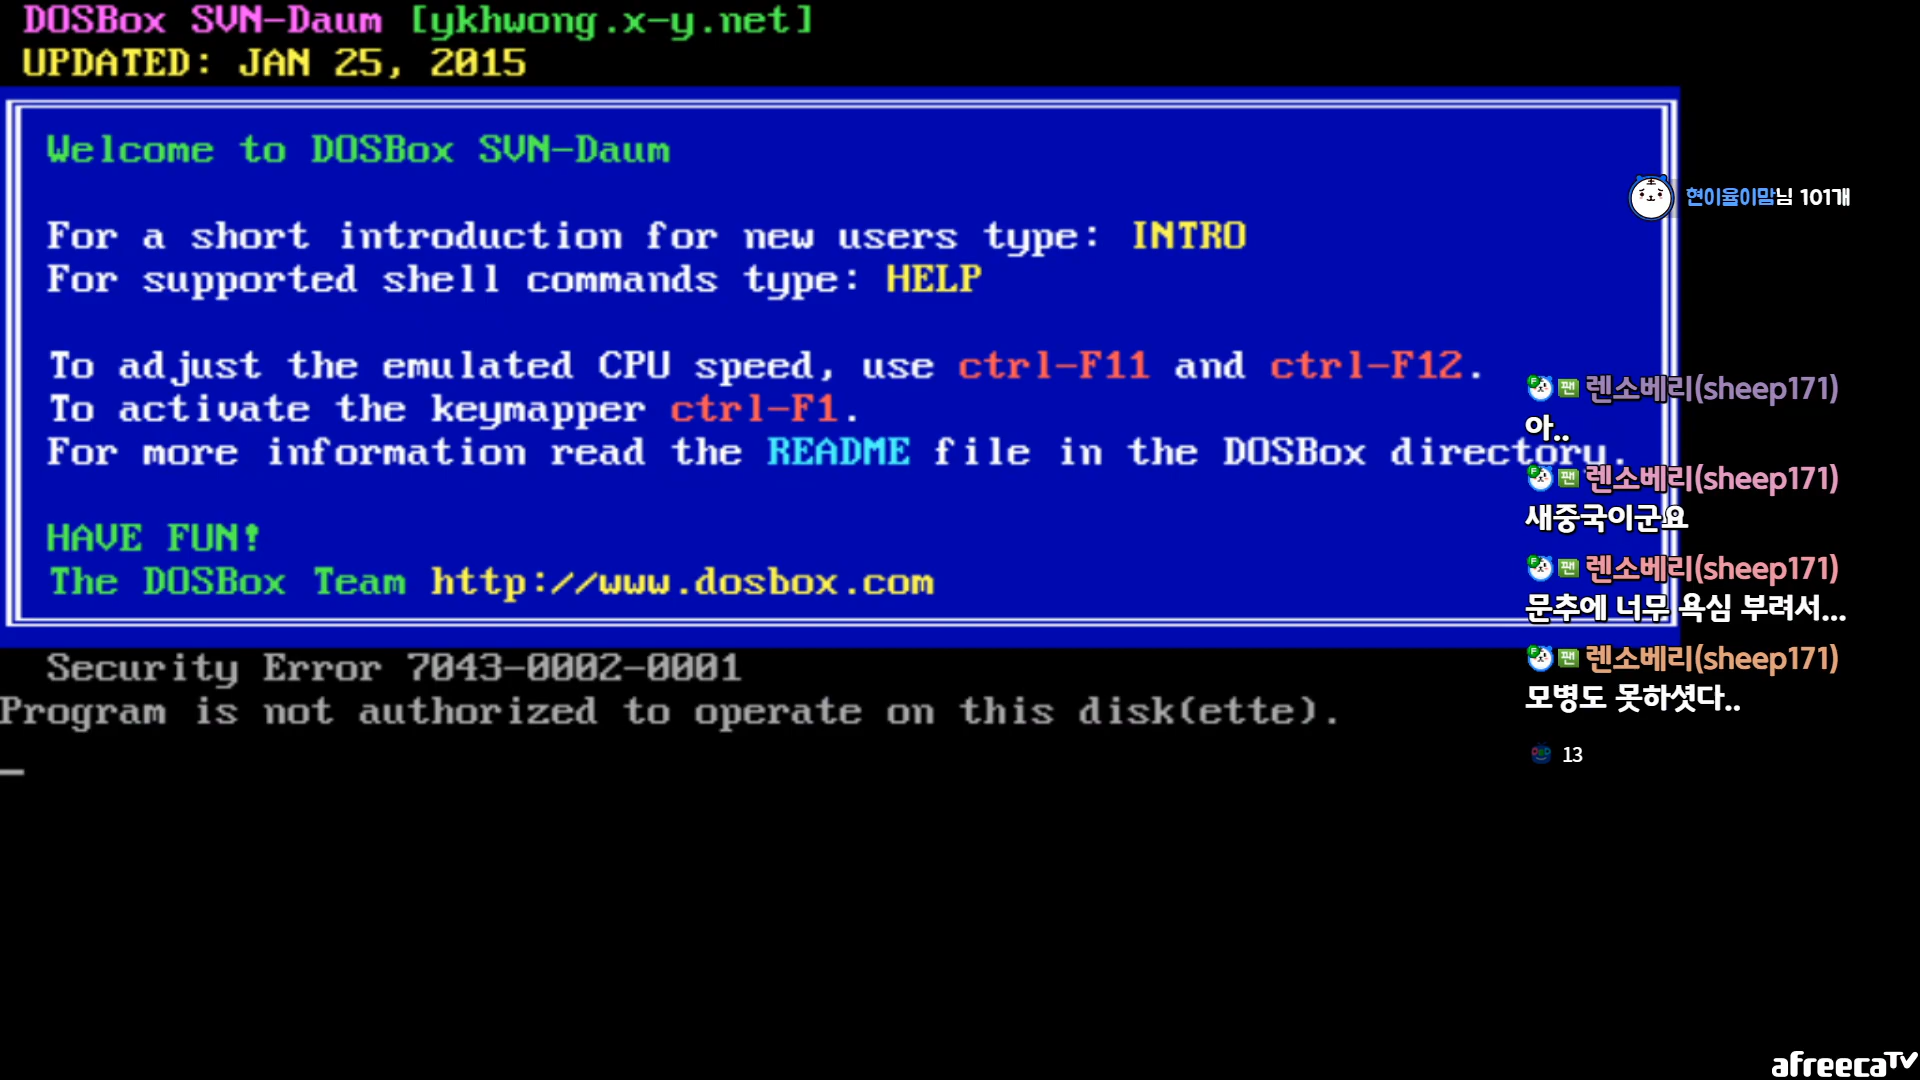 DOSBox SVN-Daum [ykhwong.x-y.net]
UPDATED: JAN 25, 2015
Welcome to DOSBox SVN-Daum
For a short introduction for new users type: INTRO
For supported shell commands type: HELP
To adjust the emulated CPU speed, use ctrl-F11 and ctrl-F12.
To activate the keymapper ctrl-F1.
For more information read the README file in the DOSBox directory.
HAVE FUN!
The DOSBox Team http://www.dosbox.com
Security Error 7043-0002-0001
Program is not authorized to operate on this disk(ette).
현이율이맘님 101개
팬 렌소베리(sheep171)
아..
팬 렌소베리(sheep171)
새중국이군요
팬 렌소베리(sheep171)
문추에 너무 욕심 부려서...
팬 렌소베리(sheep171)
모병도 못하셧다..
13
afreecaTV